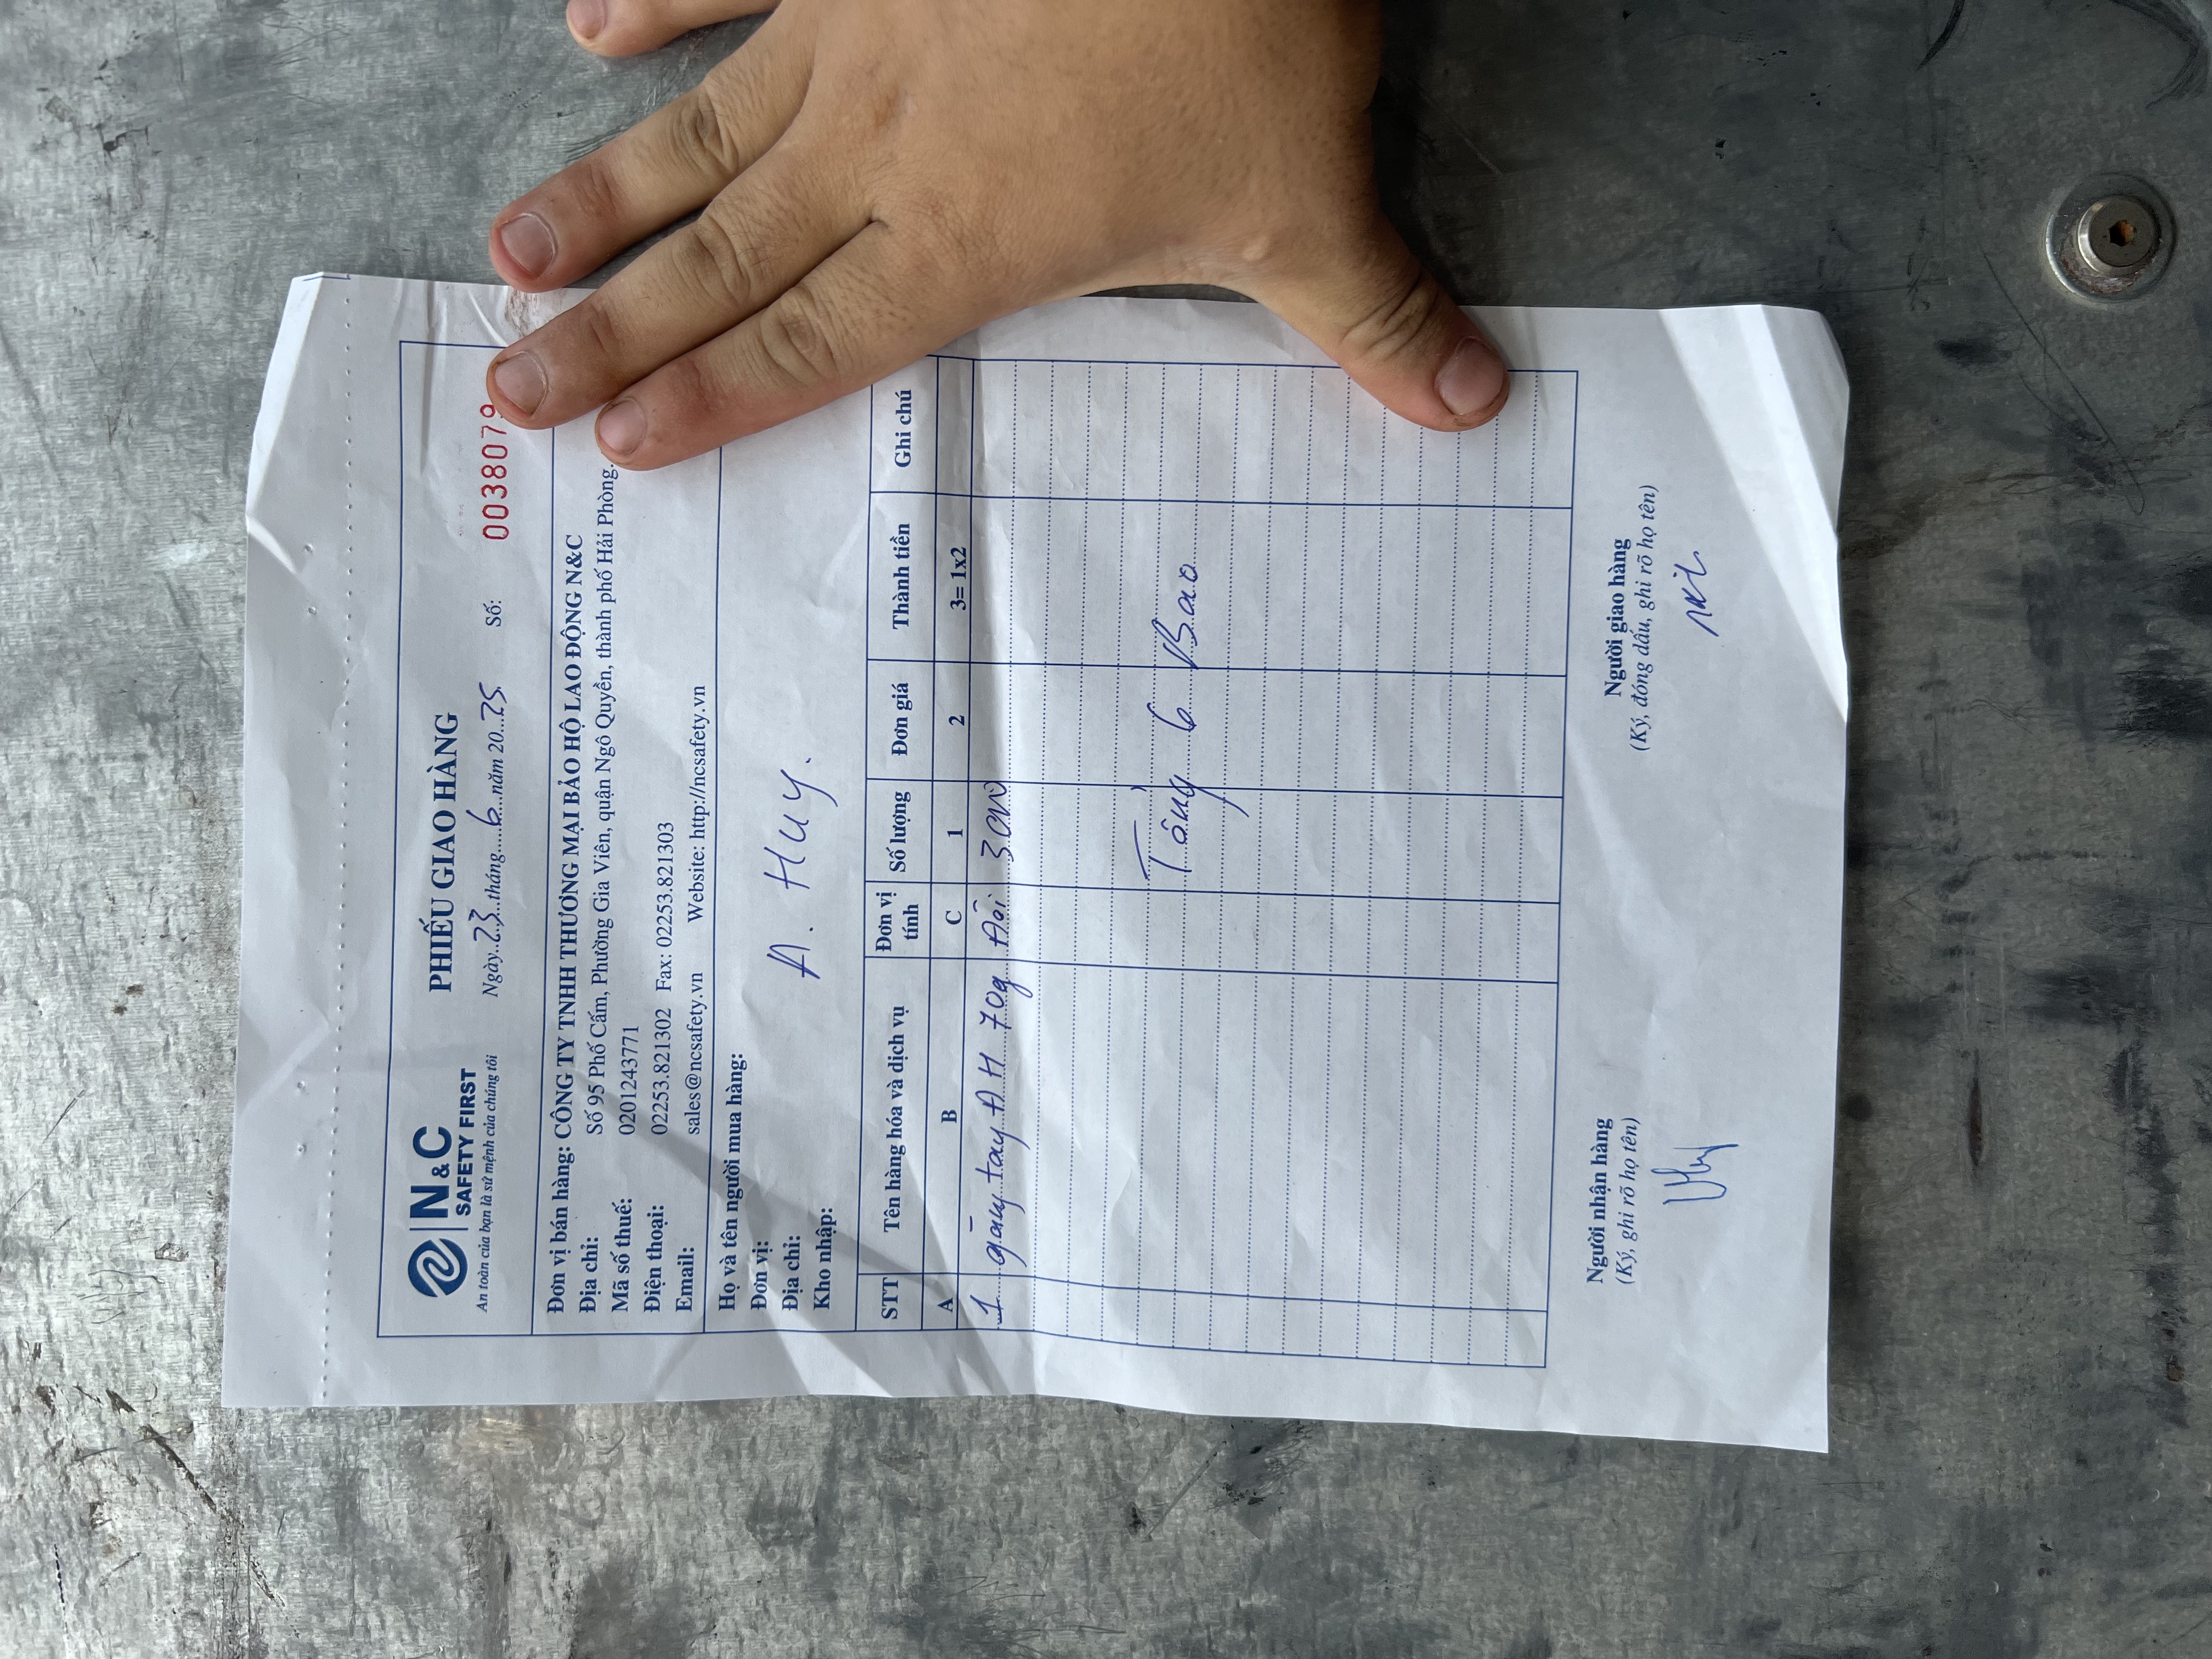 N&C
SAFETY FIRST
An toàn của bạn là sứ mệnh của chúng tôi
PHIẾU GIAO HÀNG
Ngày 23 tháng 6 năm 2025 Số: 0038079
Đơn vị bán hàng: CÔNG TY TNHH THƯƠNG MẠI BẢO HỘ LAO ĐỘNG N&C
Địa chỉ: Số 95 Phố Cấm, Phường Gia Viên, quận Ngô Quyền, thành phố Hải Phòng.
Mã số thuế: 0201243771
Điện thoại: 02253.821302 Fax: 02253.821303
Email: sales@ncsafety.vn Website: http://ncsafety.vn
Họ và tên người mua hàng:
Đơn vị:
Địa chỉ: A. Huy.
Kho nhập:
STT Tên hàng hóa và dịch vụ Đơn vị tính Số lượng Đơn giá Thành tiền Ghi chú
A B C 1 2 3= 1x2
1 găng tay AH 70g Đôi 3000
Tổng 6 Bao
Người nhận hàng Người giao hàng
(Ký, ghi rõ họ tên) (Ký, đóng dấu, ghi rõ họ tên)